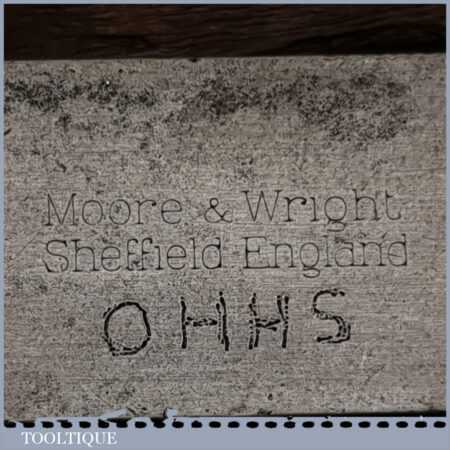 Moore & Wright
Sheffield England
OHHS
TOOLTIQUE